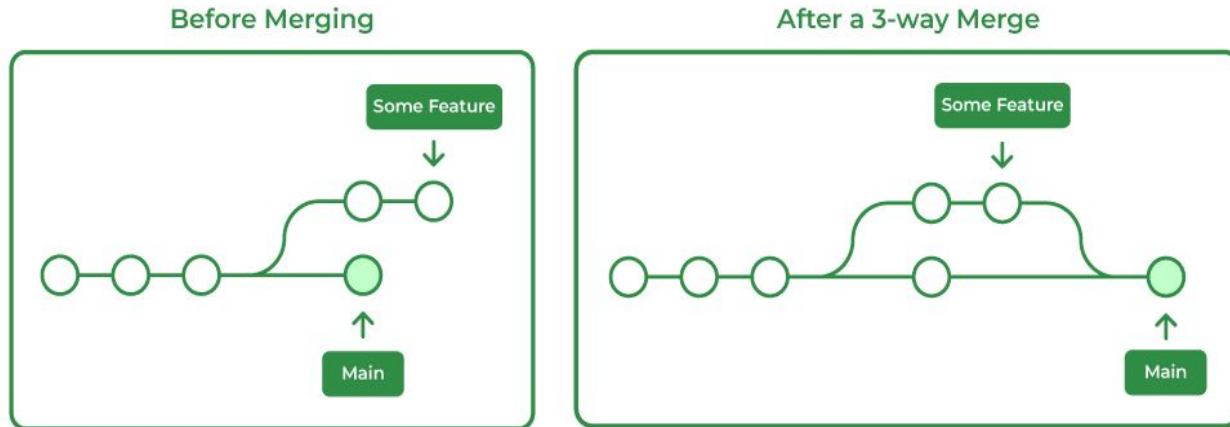 Before Merging
Some Feature
Main
After a 3-way Merge
Some Feature
Main